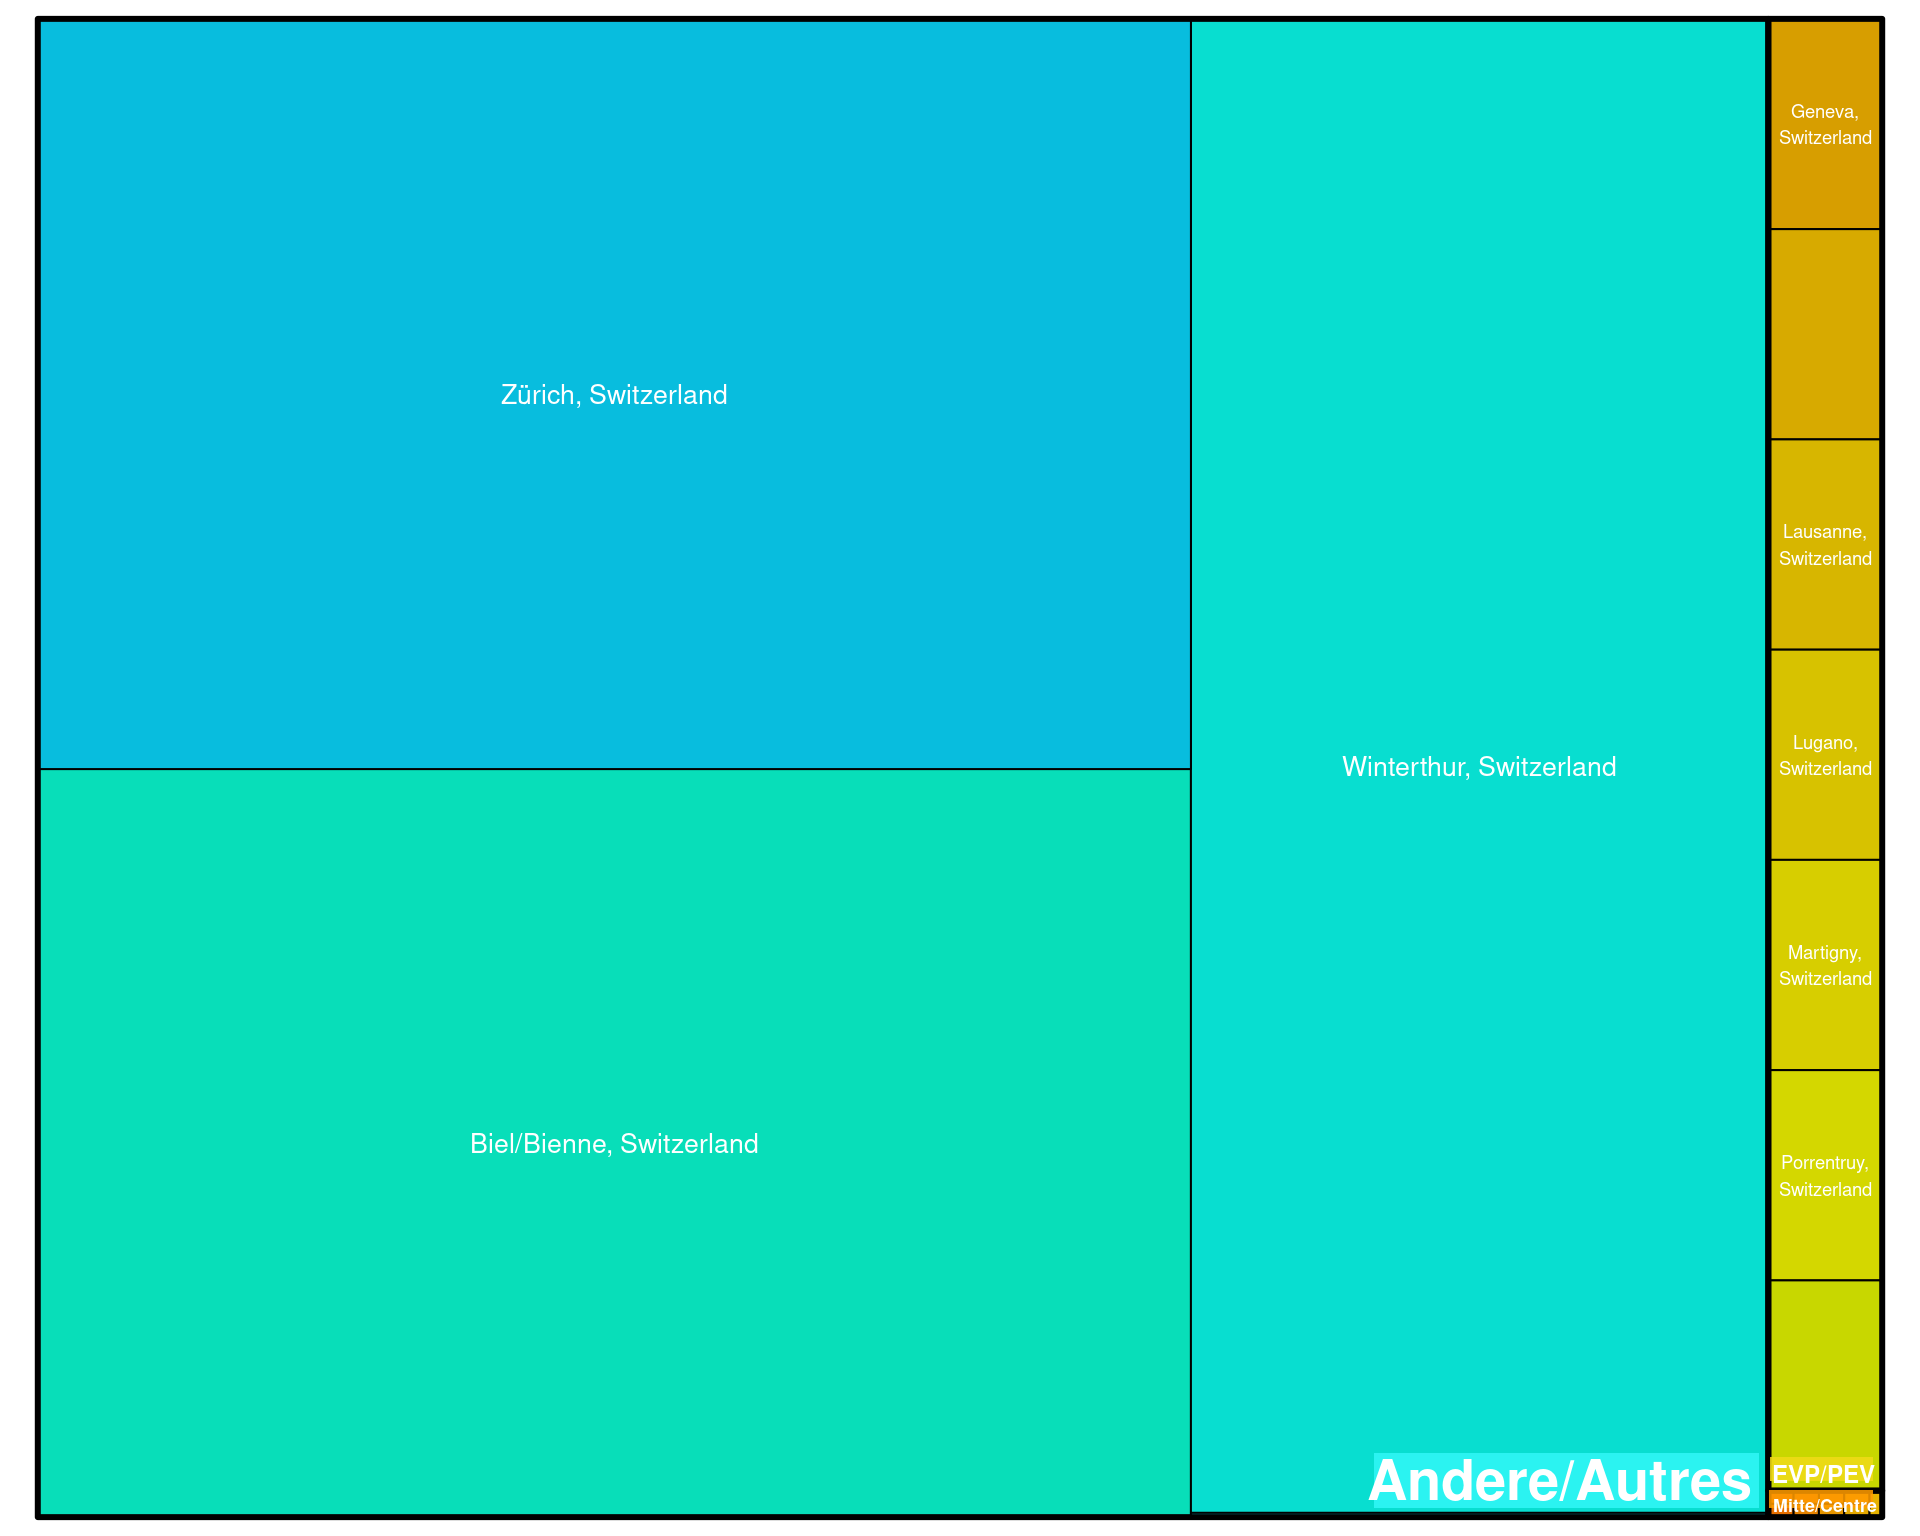 Zürich, Switzerland
Biel/Bienne, Switzerland
Winterthur, Switzerland
Andere/Autres
Geneva,
Switzerland
Lausanne,
Switzerland
Lugano,
Switzerland
Martigny,
Switzerland
Porrentruy,
Switzerland
EVP/PEV
Mitte/Centre